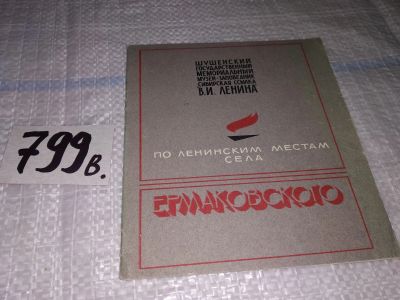 ШУШЕНСКИЙ
ГОСУДАРСТВЕННЫЙ
МЕМОРИАЛЬНЫЙ
МУЗЕЙ-ЗАПОВЕДНИК
"СИБИРСКАЯ ССЫЛКА
В.И. ЛЕНИНА"
ПО ЛЕНИНСКИМ МЕСТАМ
СЕЛА
ЕРМАКОВСКОГО
799в.